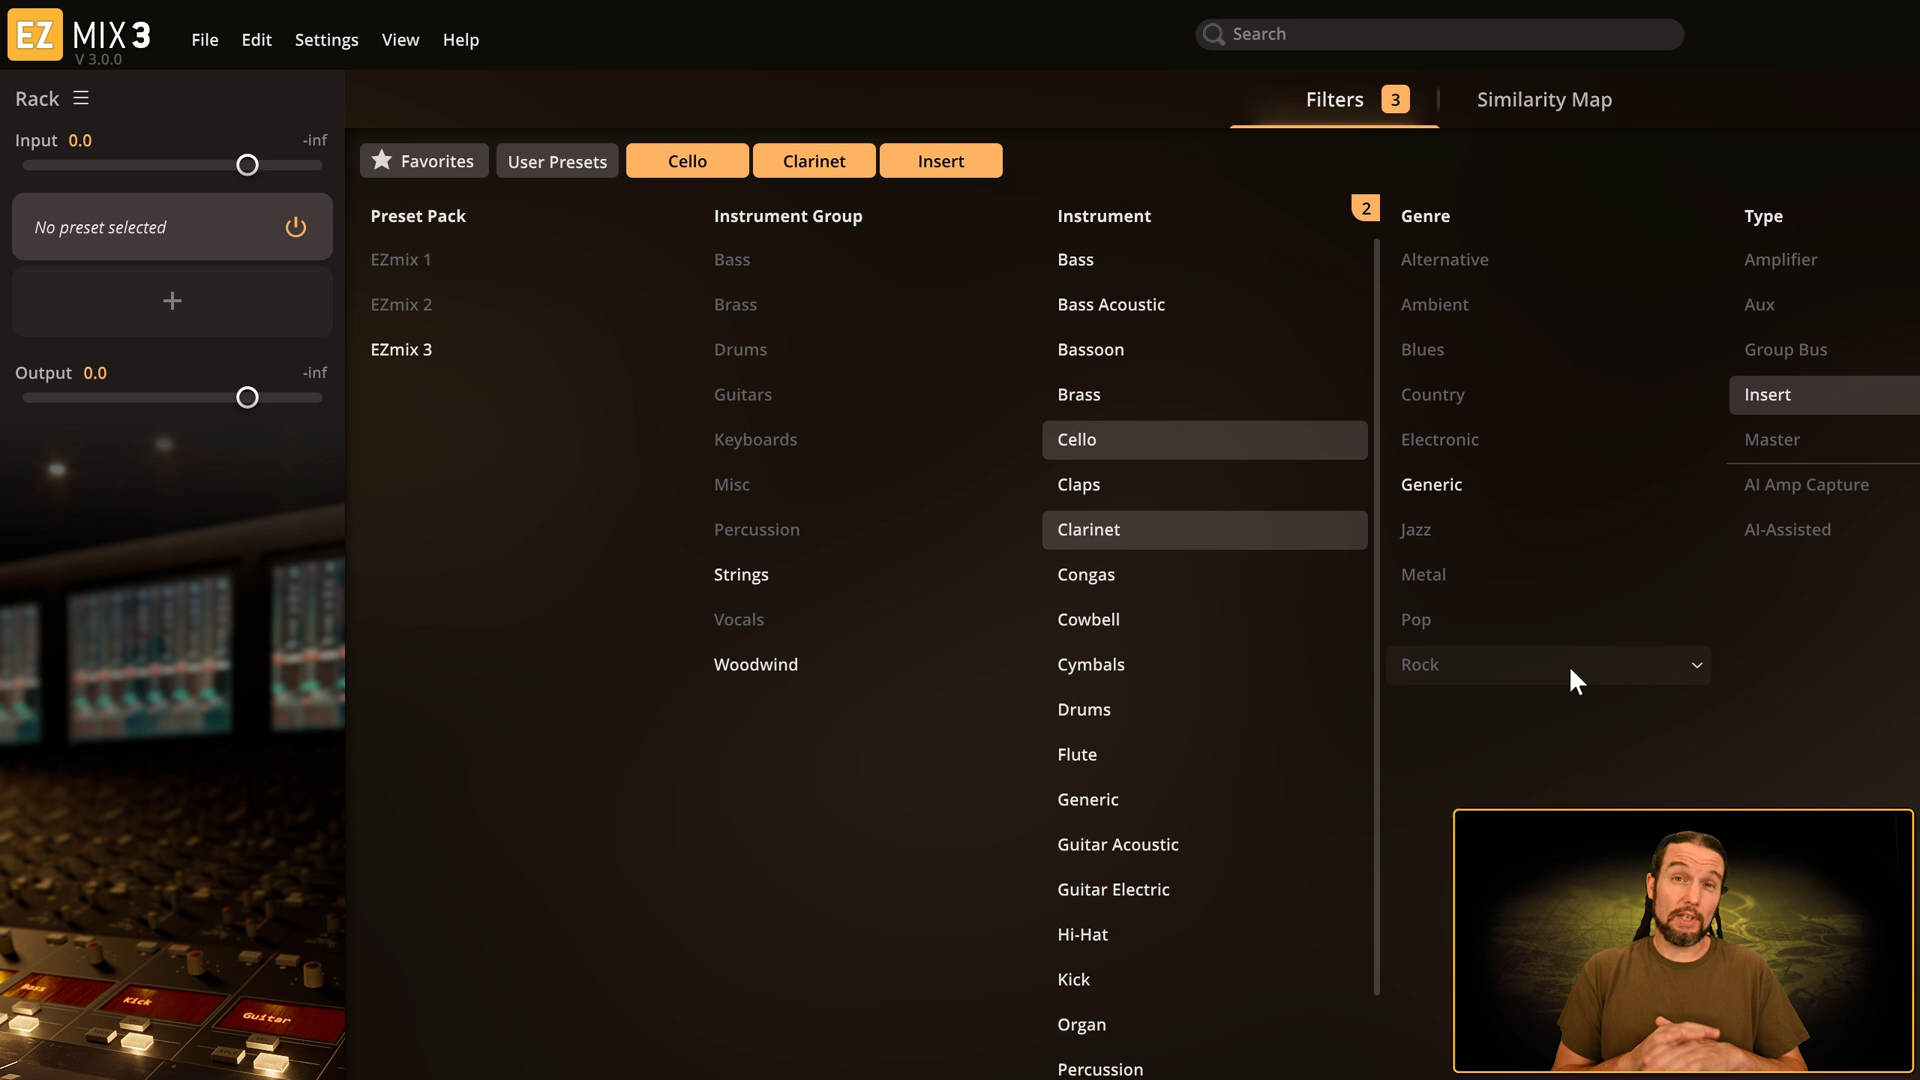 EZ MIX 3
V 3.0.0
File Edit Settings View Help
Search
Rack
Input 0.0 -inf
No preset selected
+
Output 0.0 -inf
Filters 3
Similarity Map
Favorites
User Presets
Cello
Clarinet
Insert
Preset Pack
EZmix 1
EZmix 2
EZmix 3
Instrument Group
Bass
Brass
Drums
Guitars
Keyboards
Misc
Percussion
Strings
Vocals
Woodwind
Instrument
2
Bass
Bass Acoustic
Bassoon
Brass
Cello
Claps
Clarinet
Congas
Cowbell
Cymbals
Drums
Flute
Generic
Guitar Acoustic
Guitar Electric
Hi-Hat
Kick
Organ
Percussion
Genre
Alternative
Ambient
Blues
Country
Electronic
Generic
Jazz
Metal
Pop
Rock
Type
Amplifier
Aux
Group Bus
Insert
Master
AI Amp Capture
AI-Assisted
Bass
Kick
Guitar